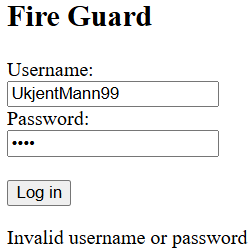 Fire Guard
Username:
UkjentMann99
Password:
••••
Log in
Invalid username or password